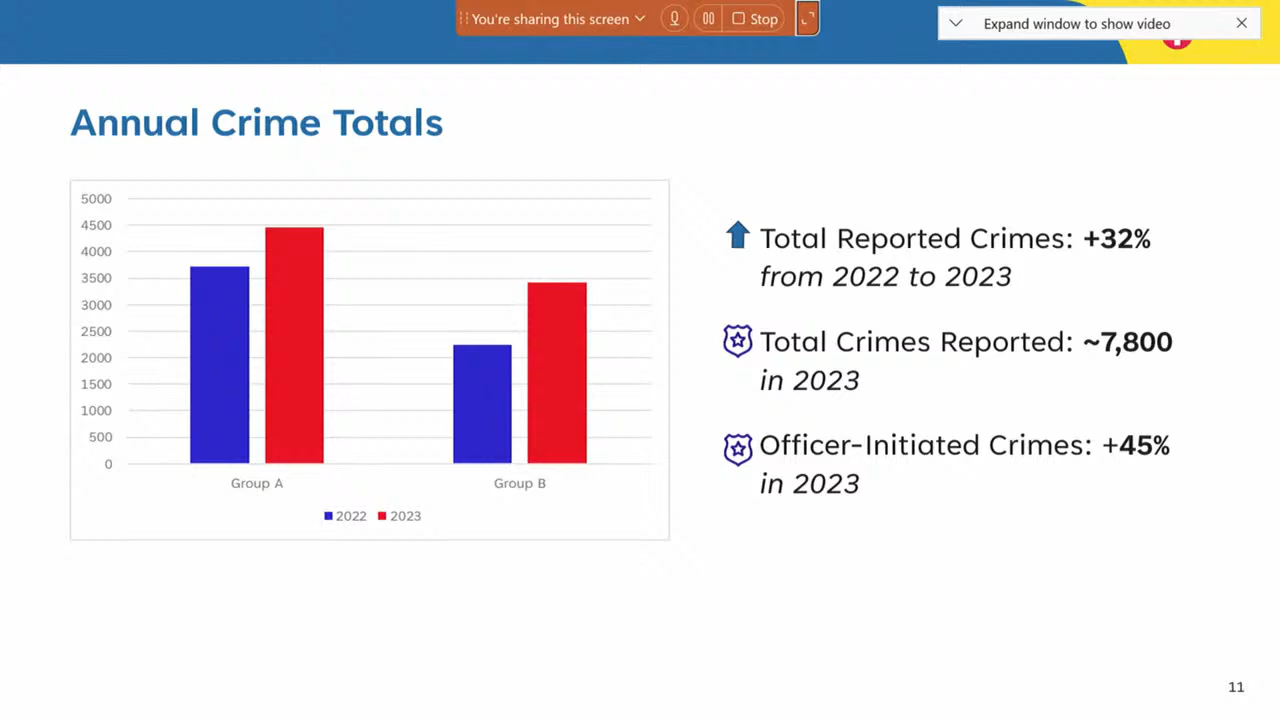 You're sharing this screen
Stop
Expand window to show video
Annual Crime Totals
5000
4500
4000
3500
3000
2500
2000
1500
1000
500
0
Group A
Group B
2022
2023
Total Reported Crimes: +32%
from 2022 to 2023
Total Crimes Reported: ~7,800
in 2023
Officer-Initiated Crimes: +45%
in 2023
11